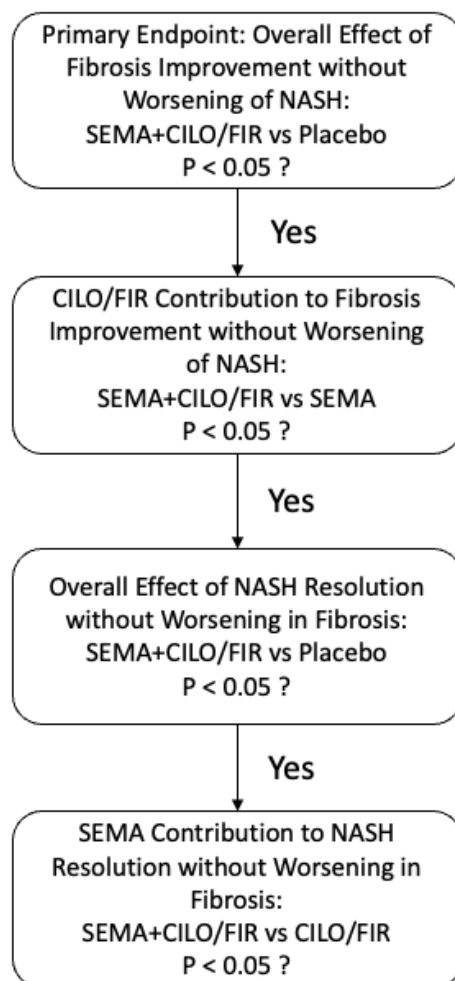 Primary Endpoint: Overall Effect of
Fibrosis Improvement without
Worsening of NASH:
SEMA+CILO/FIR vs Placebo
P < 0.05 ?
Yes
CILO/FIR Contribution to Fibrosis
Improvement without Worsening
of NASH:
SEMA+CILO/FIR vs SEMA
P < 0.05 ?
Yes
Overall Effect of NASH Resolution
without Worsening in Fibrosis:
SEMA+CILO/FIR vs Placebo
P < 0.05 ?
Yes
SEMA Contribution to NASH
Resolution without Worsening in
Fibrosis:
SEMA+CILO/FIR vs CILO/FIR
P < 0.05 ?